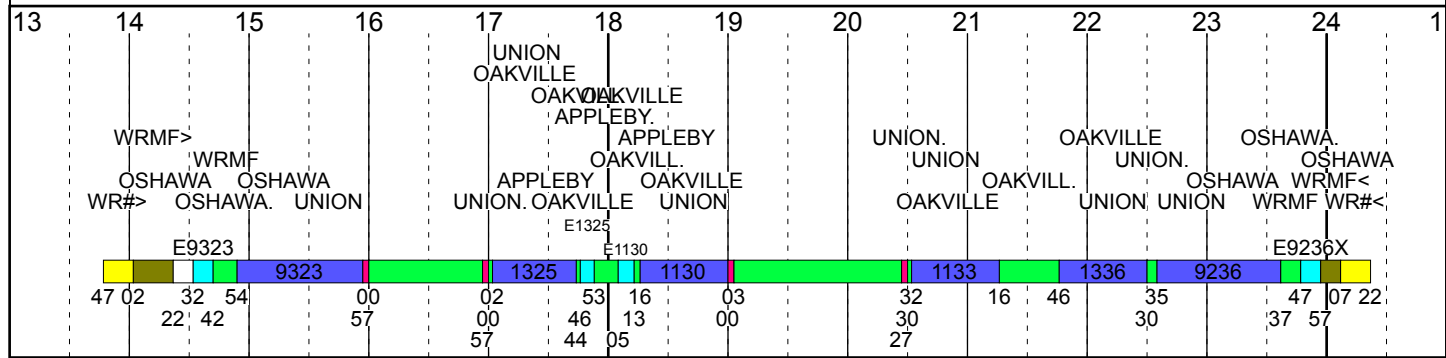 13 14 15 16 17 18 19 20 21 22 23 24 1
UNION
OAKVILLE
OAKVILL. OAKVILLE
APPLEBY.
WRMF> APPLEBY UNION. OAKVILLE OSHAWA.
WRMF OAKVILL. UNION UNION. OSHAWA
OSHAWA OSHAWA APPLEBY OAKVILLE OAKVILL. OSHAWA WRMF<
WR#> OSHAWA. UNION UNION. OAKVILLE UNION OAKVILLE UNION UNION WRMF WR#<
E1325
E9323 E1130 E9236X
9323 1325 1130 1133 1336 9236
47 02 32 54 00 02 53 16 03 32 16 46 35 47 07 22
22 42 57 00 46 13 00 30 30 37 57
57 44 05 27